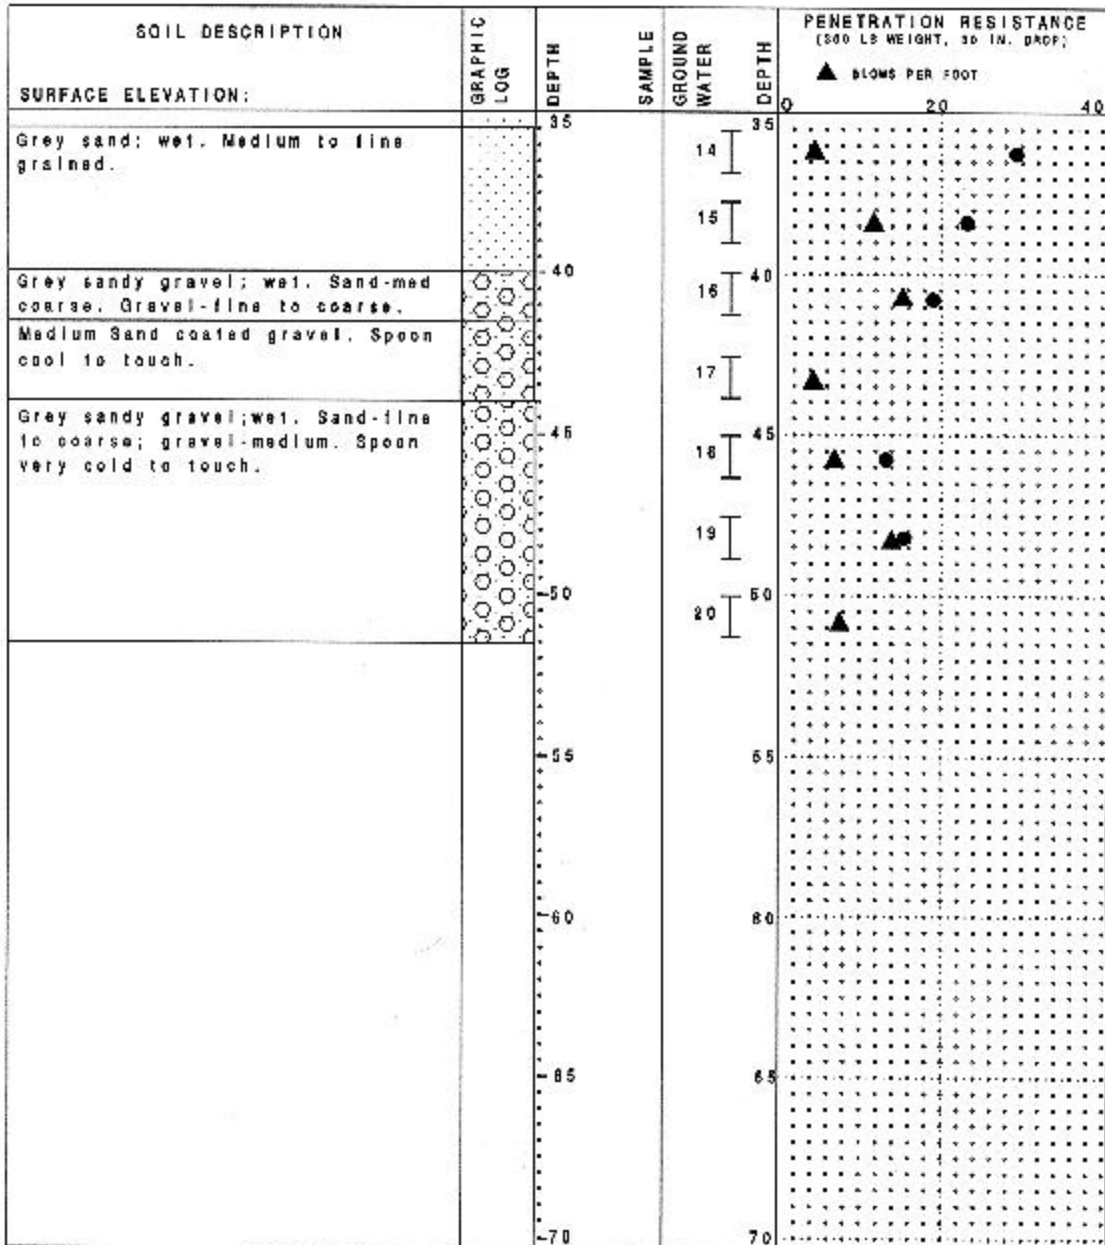 SOIL DESCRIPTION
SURFACE ELEVATION:
GRAPHIC LOG
DEPTH
SAMPLE
GROUND WATER
DEPTH
PENETRATION RESISTANCE
(300 LB WEIGHT, 30 IN. DROP)
▲ BLOWS PER FOOT
0 20 40
Grey sand; wet. Medium to fine
grained.
Grey sandy gravel; wet. Sand-med
coarse. Gravel-fine to coarse.
Medium Sand coated gravel. Spoon
cool to touch.
Grey sandy gravel;wet. Sand-fine
to coarse; gravel-medium. Spoon
very cold to touch.
35
40
45
50
55
60
65
70
14
15
16
17
18
19
20
35
40
45
50
55
60
65
70